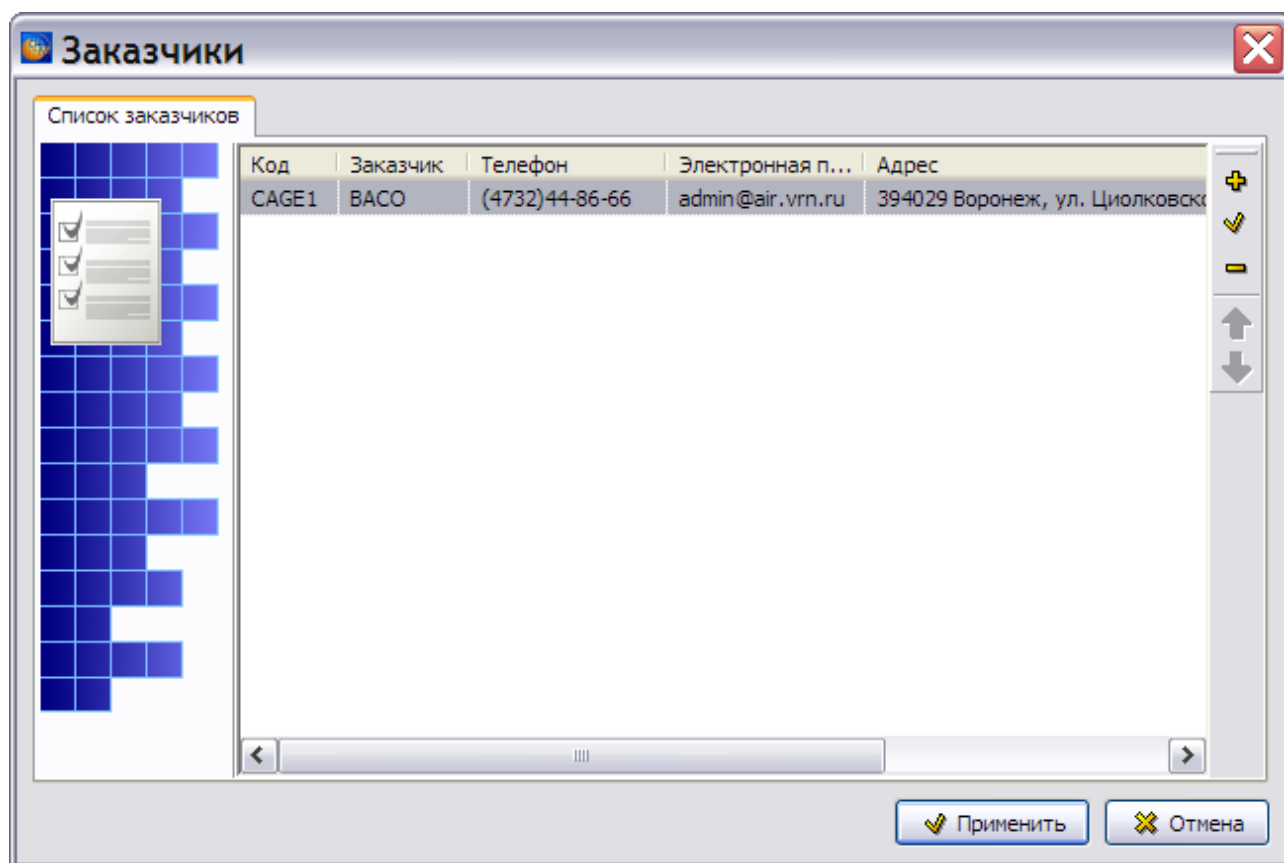 Заказчики
Список заказчиков
Код Заказчик Телефон Электронная п... Адрес
CAGE1 ВАСО (4732)44-86-66 admin@air.vrn.ru 394029 Воронеж, ул. Циолковско
Применить Отмена